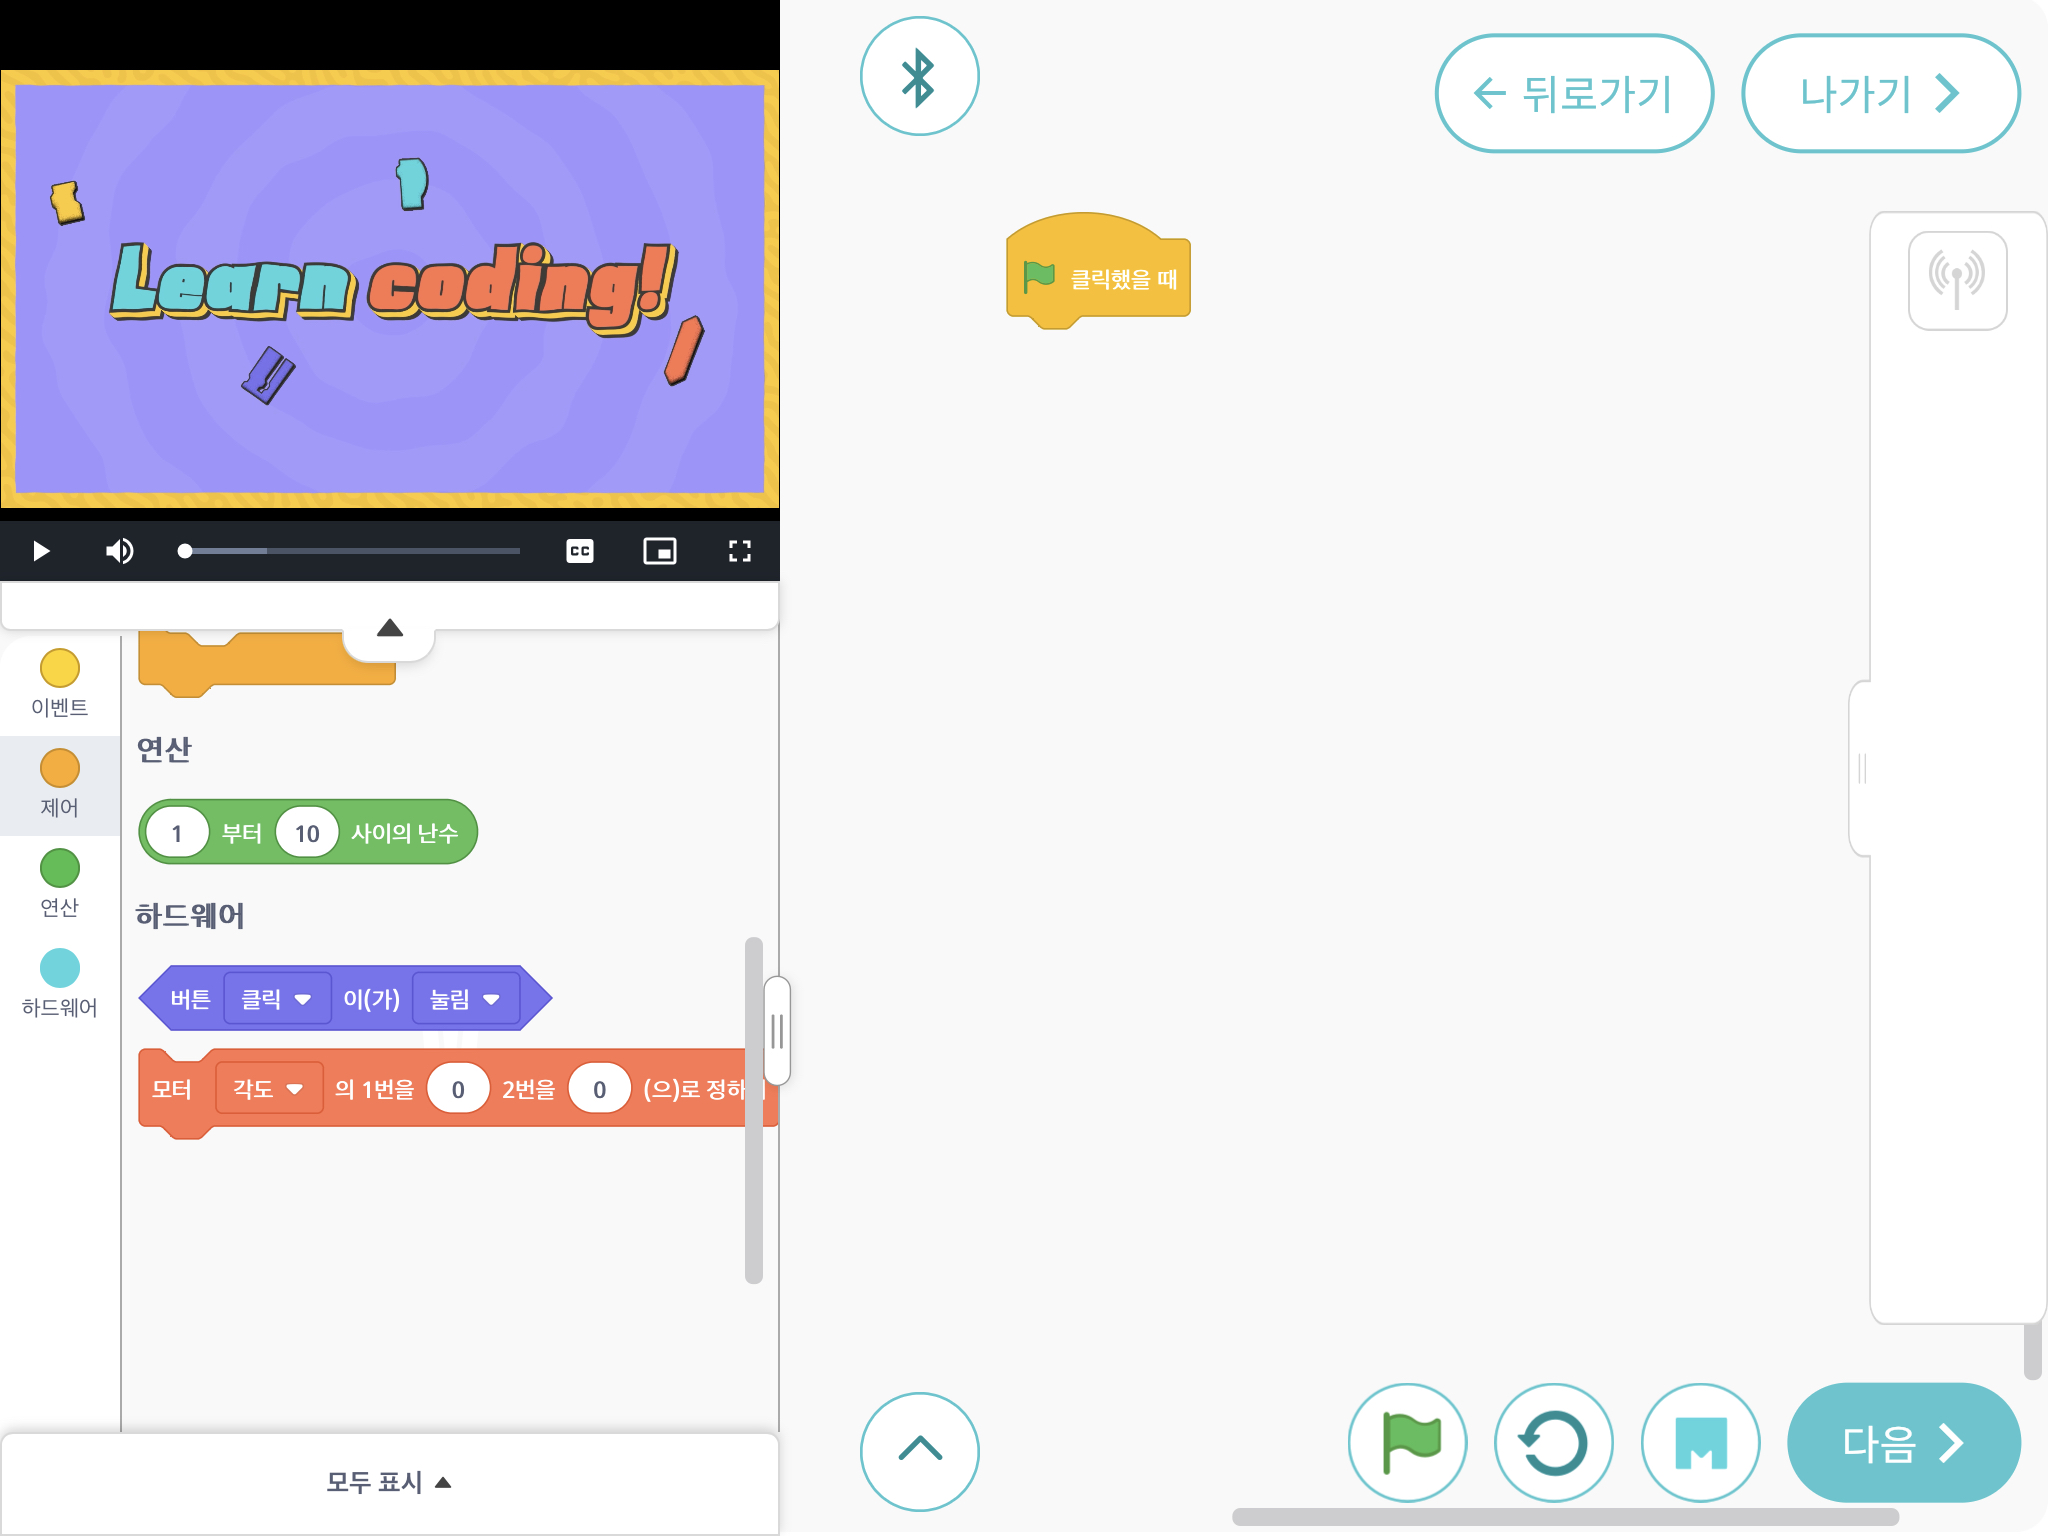 Learn coding!
CC
이벤트
제어
연산
하드웨어
연산
1 부터 10 사이의 난수
하드웨어
버튼 클릭 이(가) 눌림
모터 각도 의 1번을 0 2번을 0 (으)로 정하
모두 표시
뒤로가기
나가기
클릭했을 때
다음